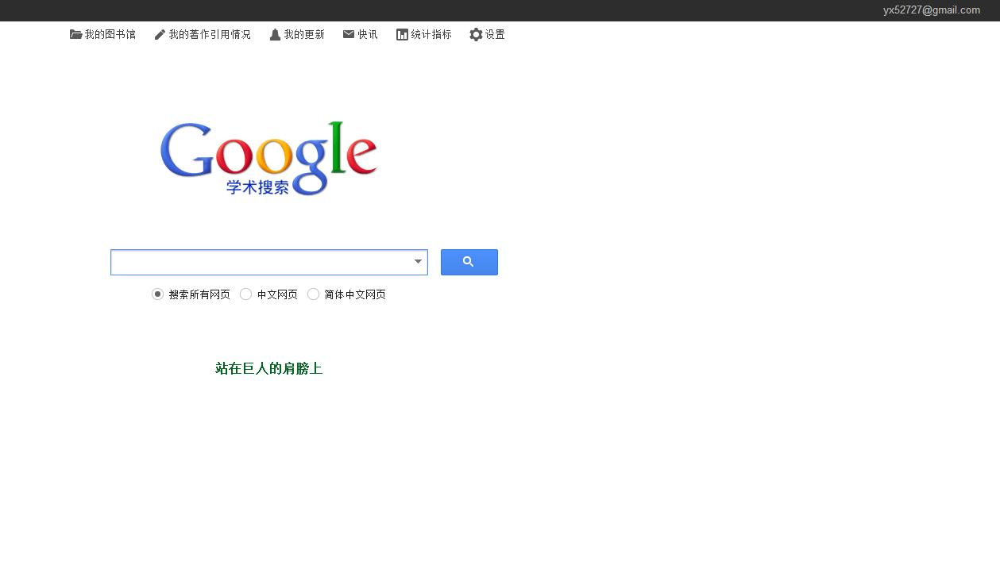 yx52727@gmail.com
我的图书馆 我的著作引用情况 我的更新 快讯 统计指标 设置
Google
学术搜索
搜索所有网页 中文网页 简体中文网页
站在巨人的肩膀上